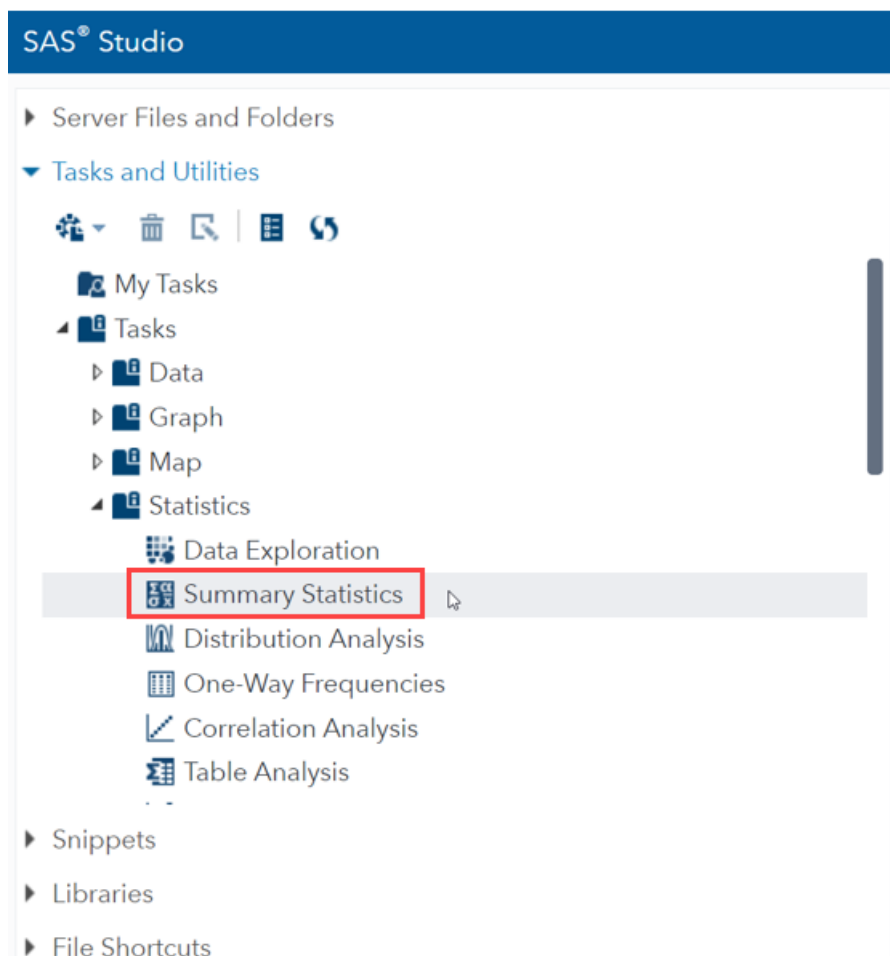 SAS® Studio
Server Files and Folders
Tasks and Utilities
My Tasks
Tasks
Data
Graph
Map
Statistics
Data Exploration
Summary Statistics
Distribution Analysis
One-Way Frequencies
Correlation Analysis
Table Analysis
Snippets
Libraries
File Shortcuts